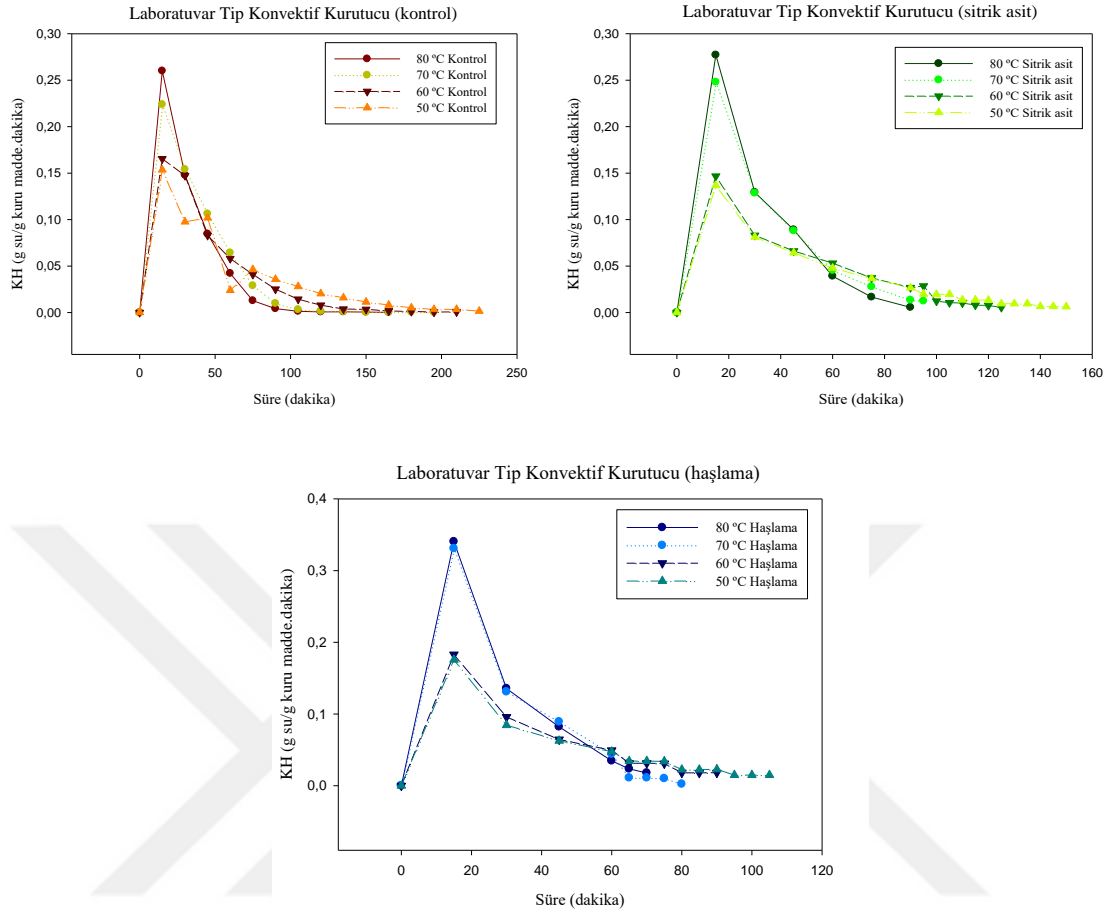 Laboratuvar Tip Konvektif Kurutucu (kontrol)
KH (g su/g kuru madde.dakika)
0,30
0,25
0,20
0,15
0,10
0,05
0,00
80 ºC Kontrol
70 ºC Kontrol
60 ºC Kontrol
50 ºC Kontrol
0 50 100 150 200 250
Süre (dakika)
Laboratuvar Tip Konvektif Kurutucu (sitrik asit)
KH (g su/g kuru madde.dakika)
0,30
0,25
0,20
0,15
0,10
0,05
0,00
80 ºC Sitrik asit
70 ºC Sitrik asit
60 ºC Sitrik asit
50 ºC Sitrik asit
0 20 40 60 80 100 120 140 160
Süre (dakika)
Laboratuvar Tip Konvektif Kurutucu (haşlama)
KH (g su/g kuru madde.dakika)
0,4
0,3
0,2
0,1
0,0
80 ºC Haşlama
70 ºC Haşlama
60 ºC Haşlama
50 ºC Haşlama
0 20 40 60 80 100 120
Süre (dakika)